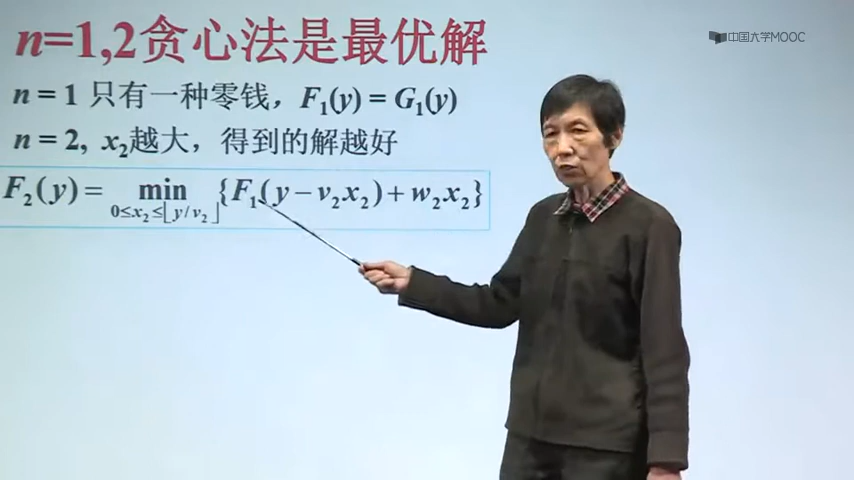 中国大学MOOC
n=1,2贪心法是最优解
n = 1 只有一种零钱，F₁(y) = G₁(y)
n = 2, x₂越大，得到的解越好
F₂(y) = min {F₁(y − v₂x₂) + w₂x₂}
0≤x₂≤⌊y/v₂⌋